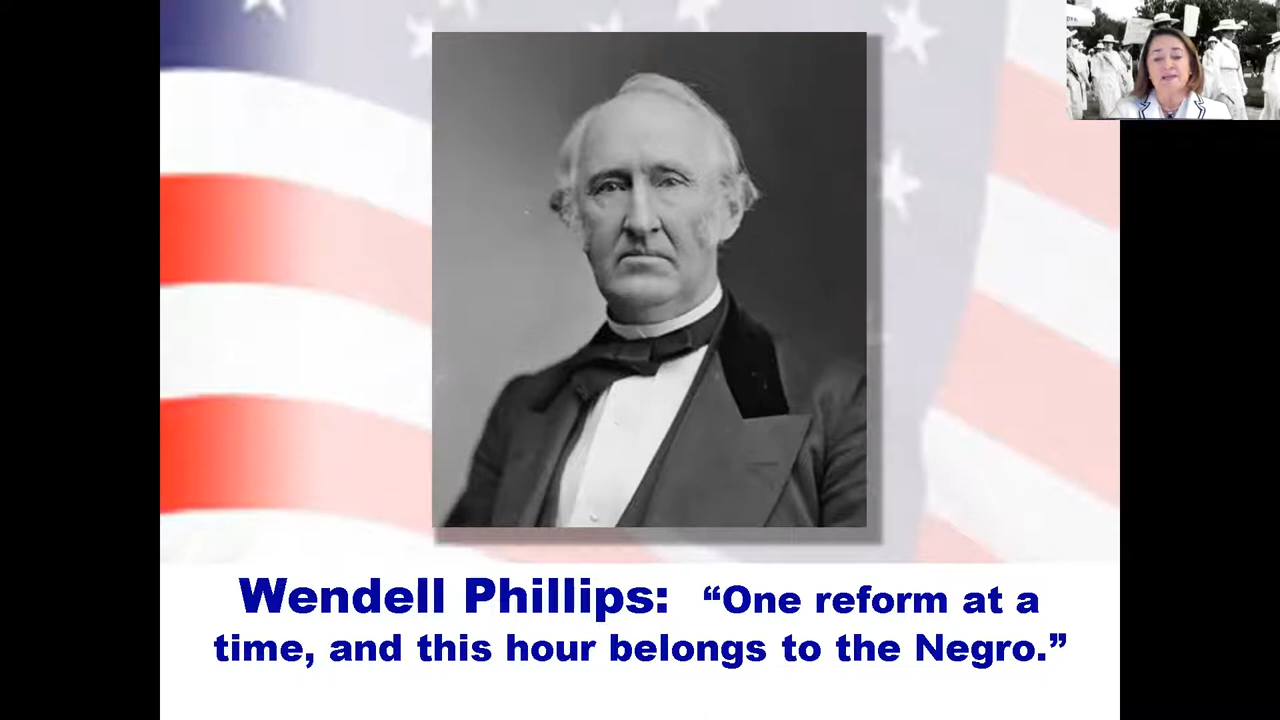 Wendell Phillips: “One reform at a
time, and this hour belongs to the Negro.”